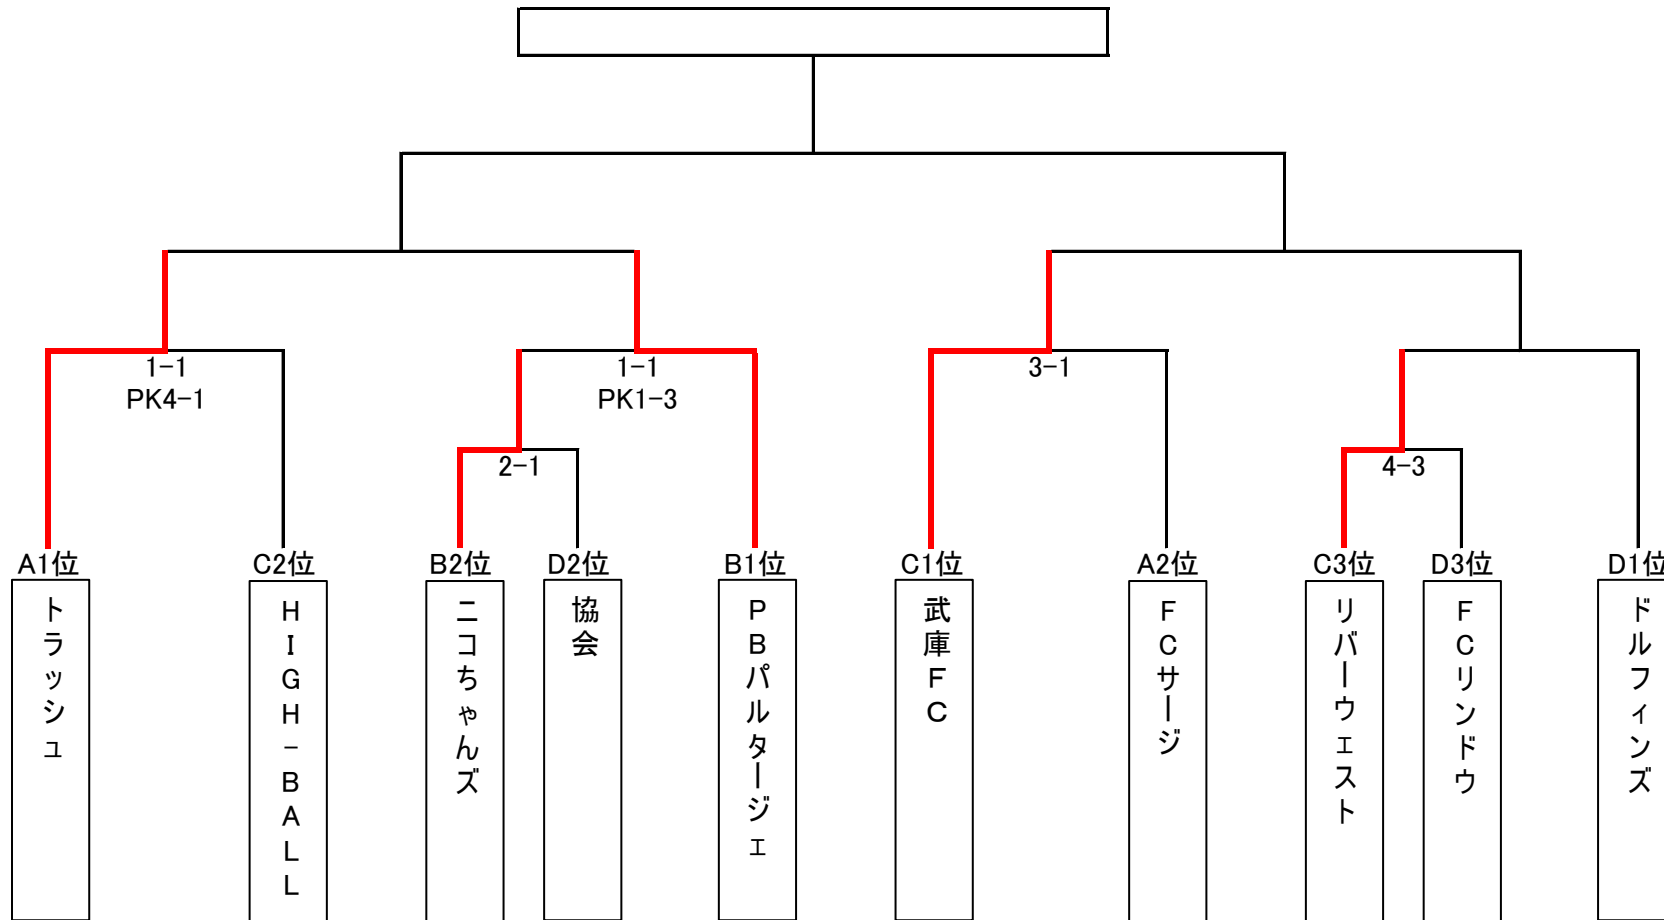 1-1
PK4-1
1-1
PK1-3
3-1
2-1
4-3
A1位
C2位
B2位
D2位
B1位
C1位
A2位
C3位
D3位
D1位
トラッシュ
HIGH-BALL
ニコちゃんズ
協会
PBパルタージェ
武庫FC
FCサージ
リバーウェスト
FCリンドウ
ドルフィンズ